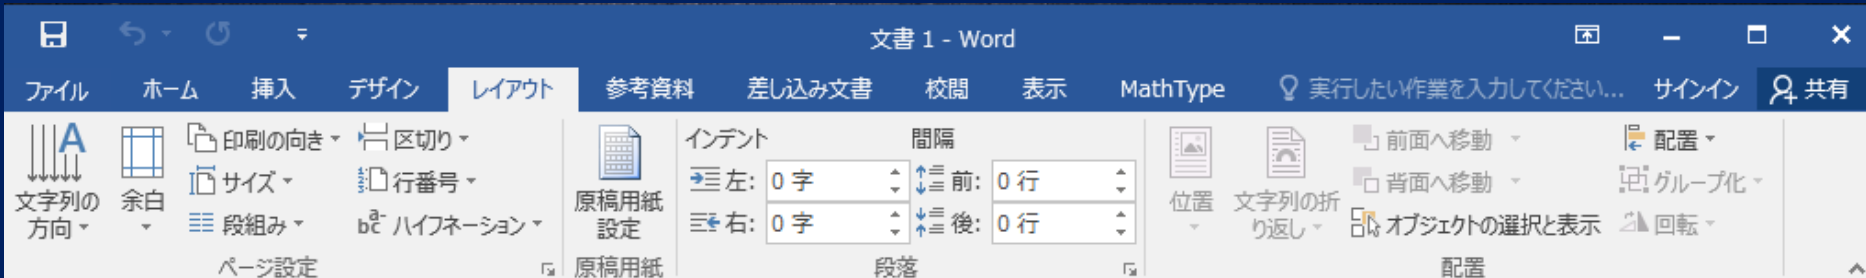 文書 1 - Word
ファイル ホーム 挿入 デザイン レイアウト 参考資料 差し込み文書 校閲 表示 MathType 実行したい作業を入力してください... サインイン 共有
文字列の
方向
余白
印刷の向き
サイズ
段組み
区切り
行番号
ハイフネーション
ページ設定
原稿用紙
設定
原稿用紙
インデント
左: 0 字
右: 0 字
間隔
前: 0 行
後: 0 行
段落
位置
文字列の折
り返し
前面へ移動
背面へ移動
オブジェクトの選択と表示
配置
グループ化
回転
配置